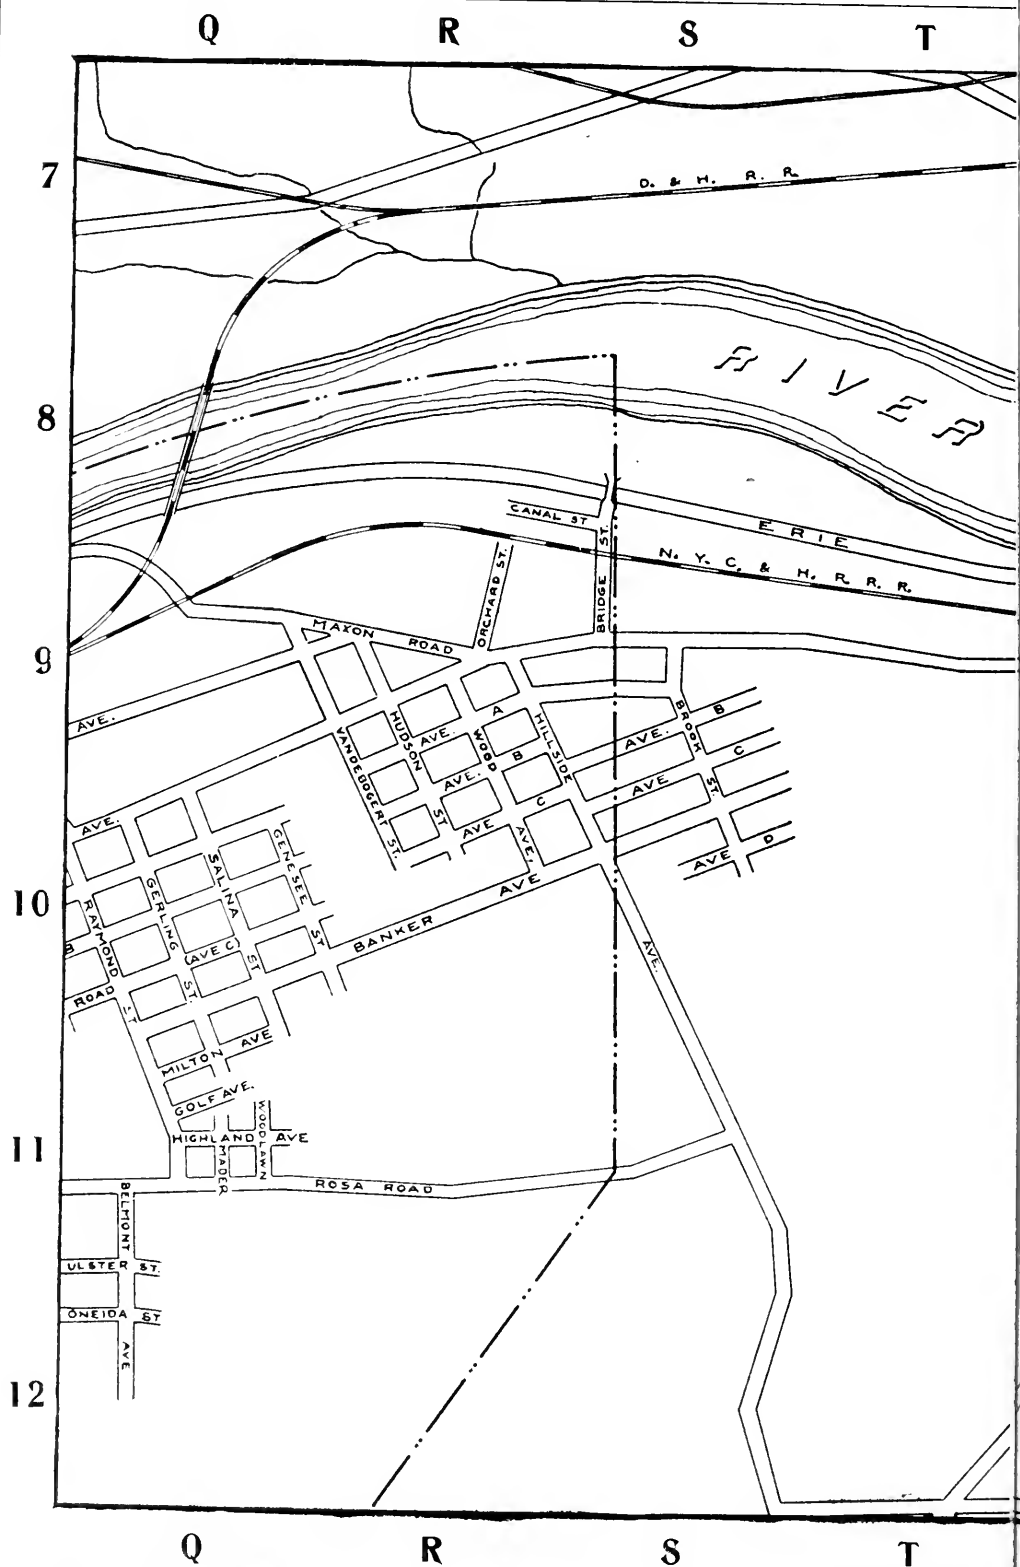 Q R S T
7
D. & H. R. R.
8
RIVER
CANAL ST
ERIE
BRIDGE ST.
N. Y. C. & H. R. R. R.
ORCHARD ST.
MAXON ROAD
9
AVE.
A AVE.
HUDSON ST
WOOD AVE.
HILLSIDE AVE.
BROOK ST.
B AVE. B
VANDEBOGERT ST.
AVE.
C AVE C
AVE
AVE D
AVE.
GENESEE ST
SALINA ST
GERLING ST.
RAYMOND ST
10
BANKER AVE
B
(AVE C)
ROAD
MILTON AVE
GOLF AVE.
WOODLAWN
11
HIGHLAND AVE
MADER
ROSA ROAD
BELMONT AVE
ULSTER ST.
ONEIDA ST
12
Q R S T